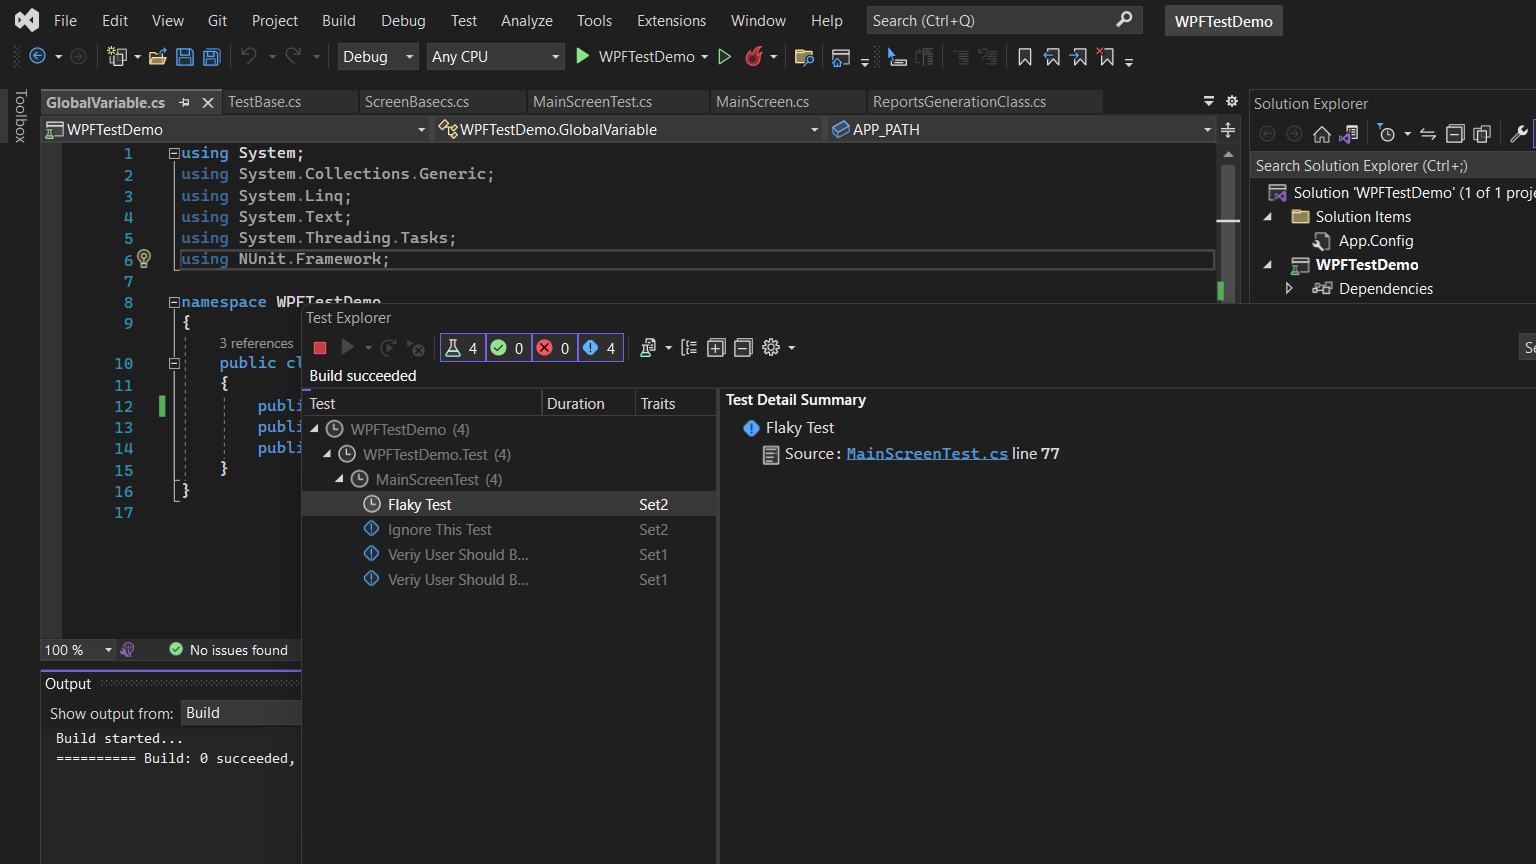 File Edit View Git Project Build Debug Test Analyze Tools Extensions Window Help Search (Ctrl+Q) WPFTestDemo
Debug Any CPU WPFTestDemo
Toolbox
GlobalVariable.cs TestBase.cs ScreenBasecs.cs MainScreenTest.cs MainScreen.cs ReportsGenerationClass.cs
WPFTestDemo WPFTestDemo.GlobalVariable APP_PATH
1 using System;
2 using System.Collections.Generic;
3 using System.Linq;
4 using System.Text;
5 using System.Threading.Tasks;
6 using NUnit.Framework;
7
8 namespace WPFTestDemo
9 {
3 references
10 public cl
11 {
12 publi
13 publi
14 publi
15 }
16 }
17
100 % No issues found
Output
Show output from: Build
Build started...
========== Build: 0 succeeded,
Test Explorer
4 0 0 4
Build succeeded
Test Duration Traits
WPFTestDemo (4)
WPFTestDemo.Test (4)
MainScreenTest (4)
Flaky Test Set2
Ignore This Test Set2
Veriy User Should B... Set1
Veriy User Should B... Set1
Test Detail Summary
Flaky Test
Source: MainScreenTest.cs line 77
Se
Solution Explorer
Search Solution Explorer (Ctrl+;)
Solution 'WPFTestDemo' (1 of 1 proje
Solution Items
App.Config
WPFTestDemo
Dependencies